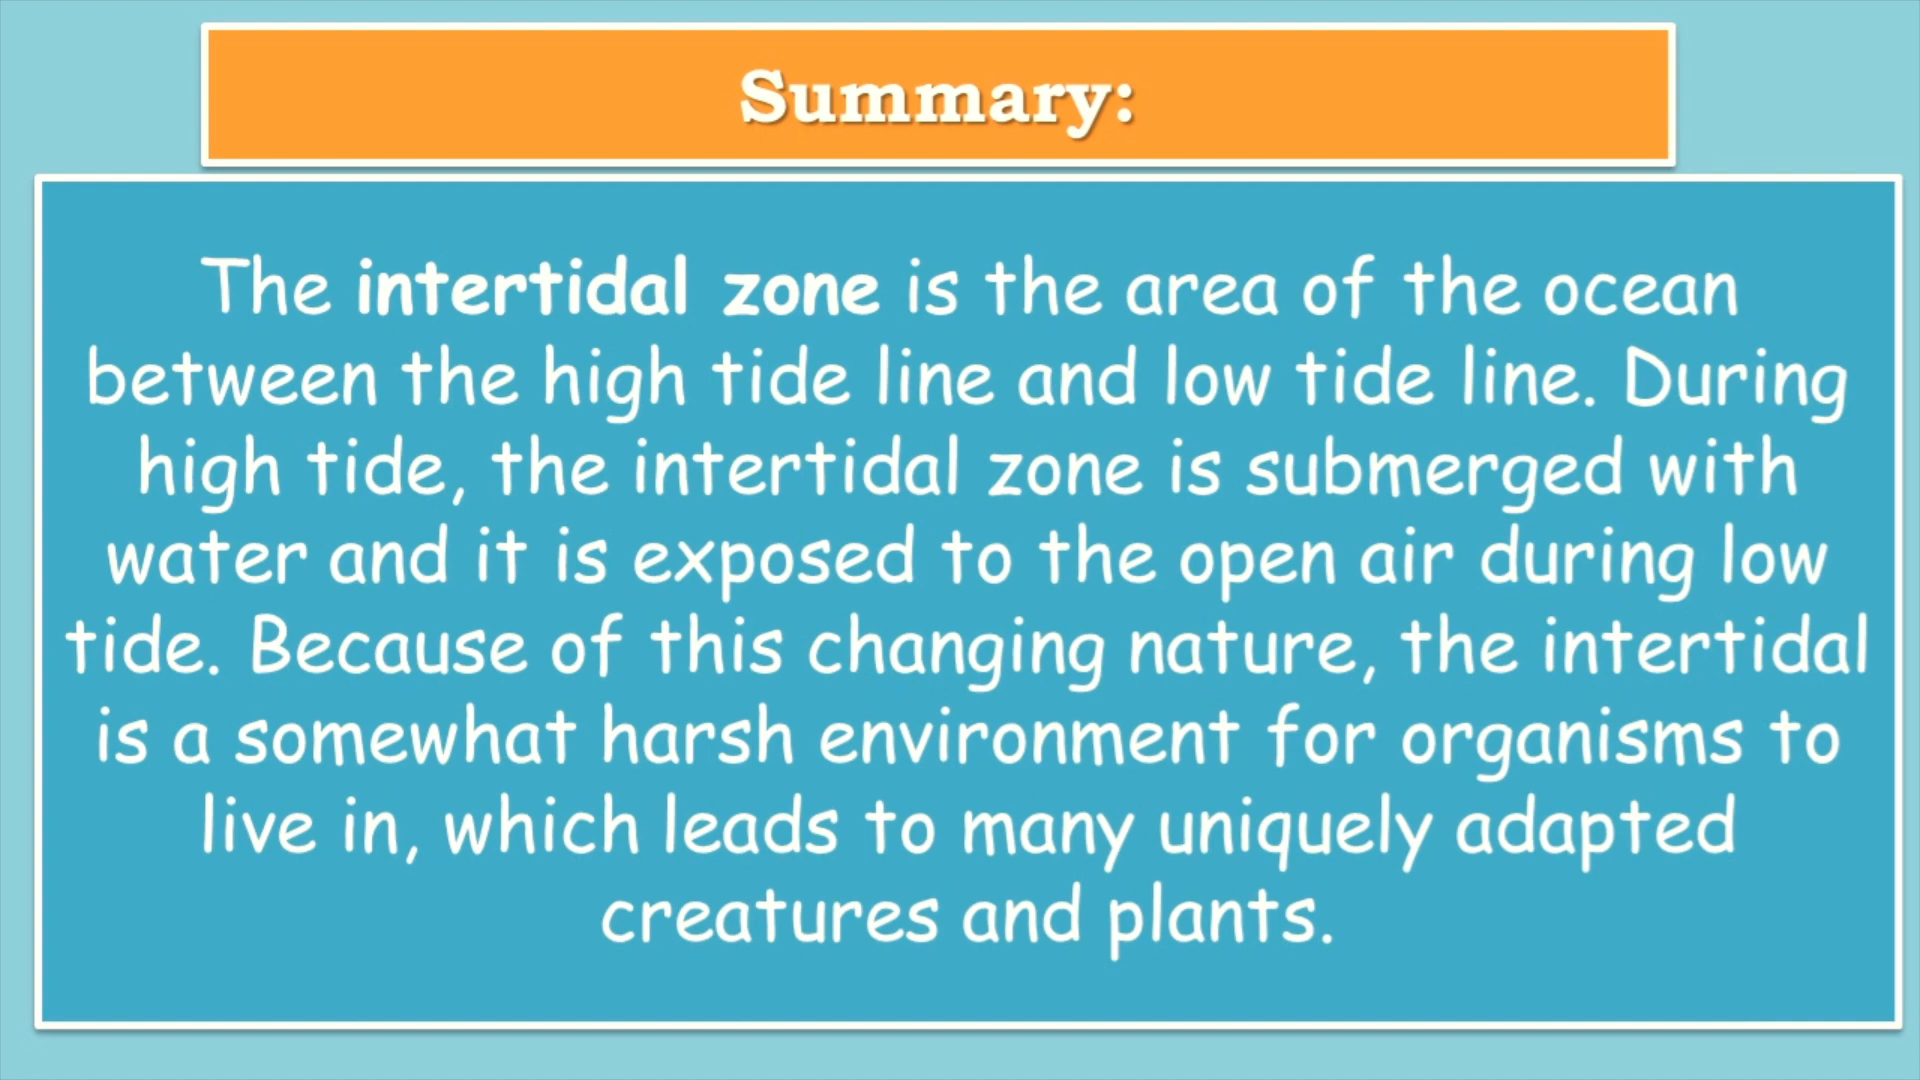 Summary:
The intertidal zone is the area of the ocean
between the high tide line and low tide line. During
high tide, the intertidal zone is submerged with
water and it is exposed to the open air during low
tide. Because of this changing nature, the intertidal
is a somewhat harsh environment for organisms to
live in, which leads to many uniquely adapted
creatures and plants.